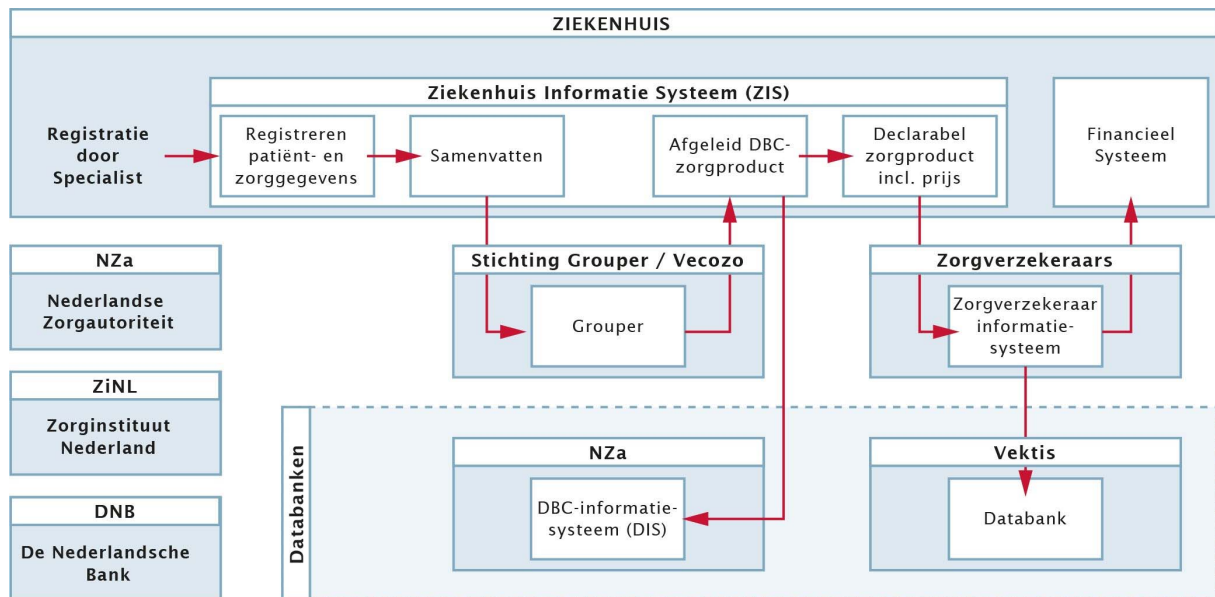 ZIEKENHUIS
Ziekenhuis Informatie Systeem (ZIS)
Registratie
door
Specialist
Registreren
patiënt- en
zorggegevens
Samenvatten
Afgeleid DBC-
zorgproduct
Declarabel
zorgproduct
incl. prijs
Financieel
Systeem
NZa
Nederlandse
Zorgautoriteit
Stichting Grouper / Vecozo
Grouper
Zorgverzekeraars
Zorgverzekeraar
informatie-
systeem
ZiNL
Zorginstituut
Nederland
DNB
De Nederlandsche
Bank
Databanken
NZa
DBC-informatie-
systeem (DIS)
Vektis
Databank